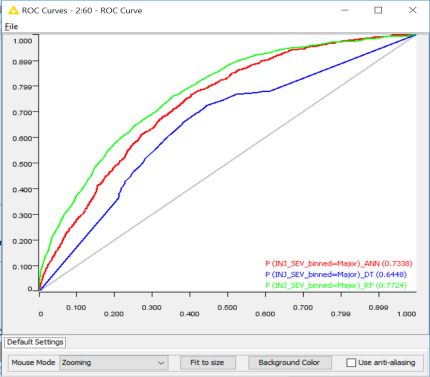 ROC Curves - 2:60 - ROC Curve
File
1.000
0.899
0.799
0.699
0.600
0.500
0.400
0.300
0.200
0.100
0
P (INJ_SEV_binned=Major)_ANN (0.7338)
P (INJ_SEV_binned=Major)_DT (0.6448)
P (INJ_SEV_binned=Major)_RF (0.7724)
0 0.100 0.200 0.300 0.400 0.500 0.600 0.699 0.799 0.899 1.000
Default Settings
Mouse Mode Zooming Fit to size Background Color Use anti-aliasing